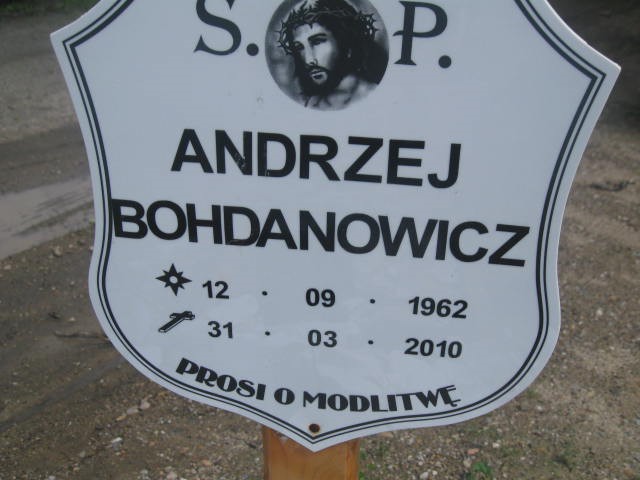 S. P.
ANDRZEJ
BOHDANOWICZ
12 . 09 . 1962
31 . 03 . 2010
PROSI O MODLITWĘ